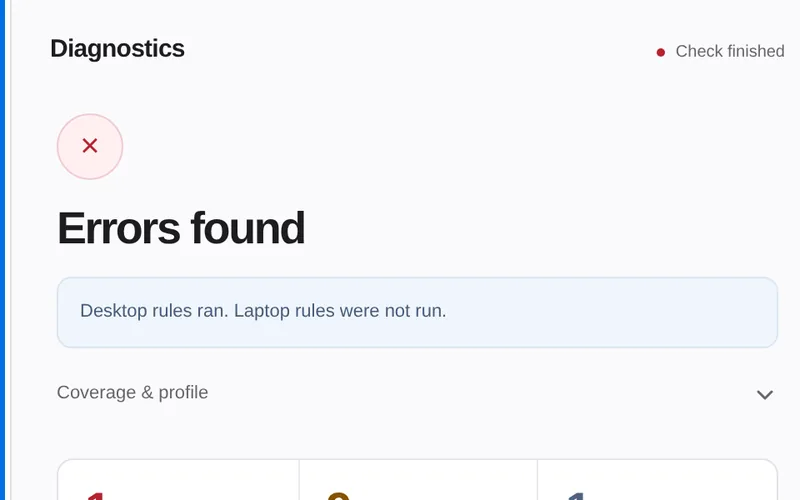 Diagnostics
Check finished
Errors found
Desktop rules ran. Laptop rules were not run.
Coverage & profile